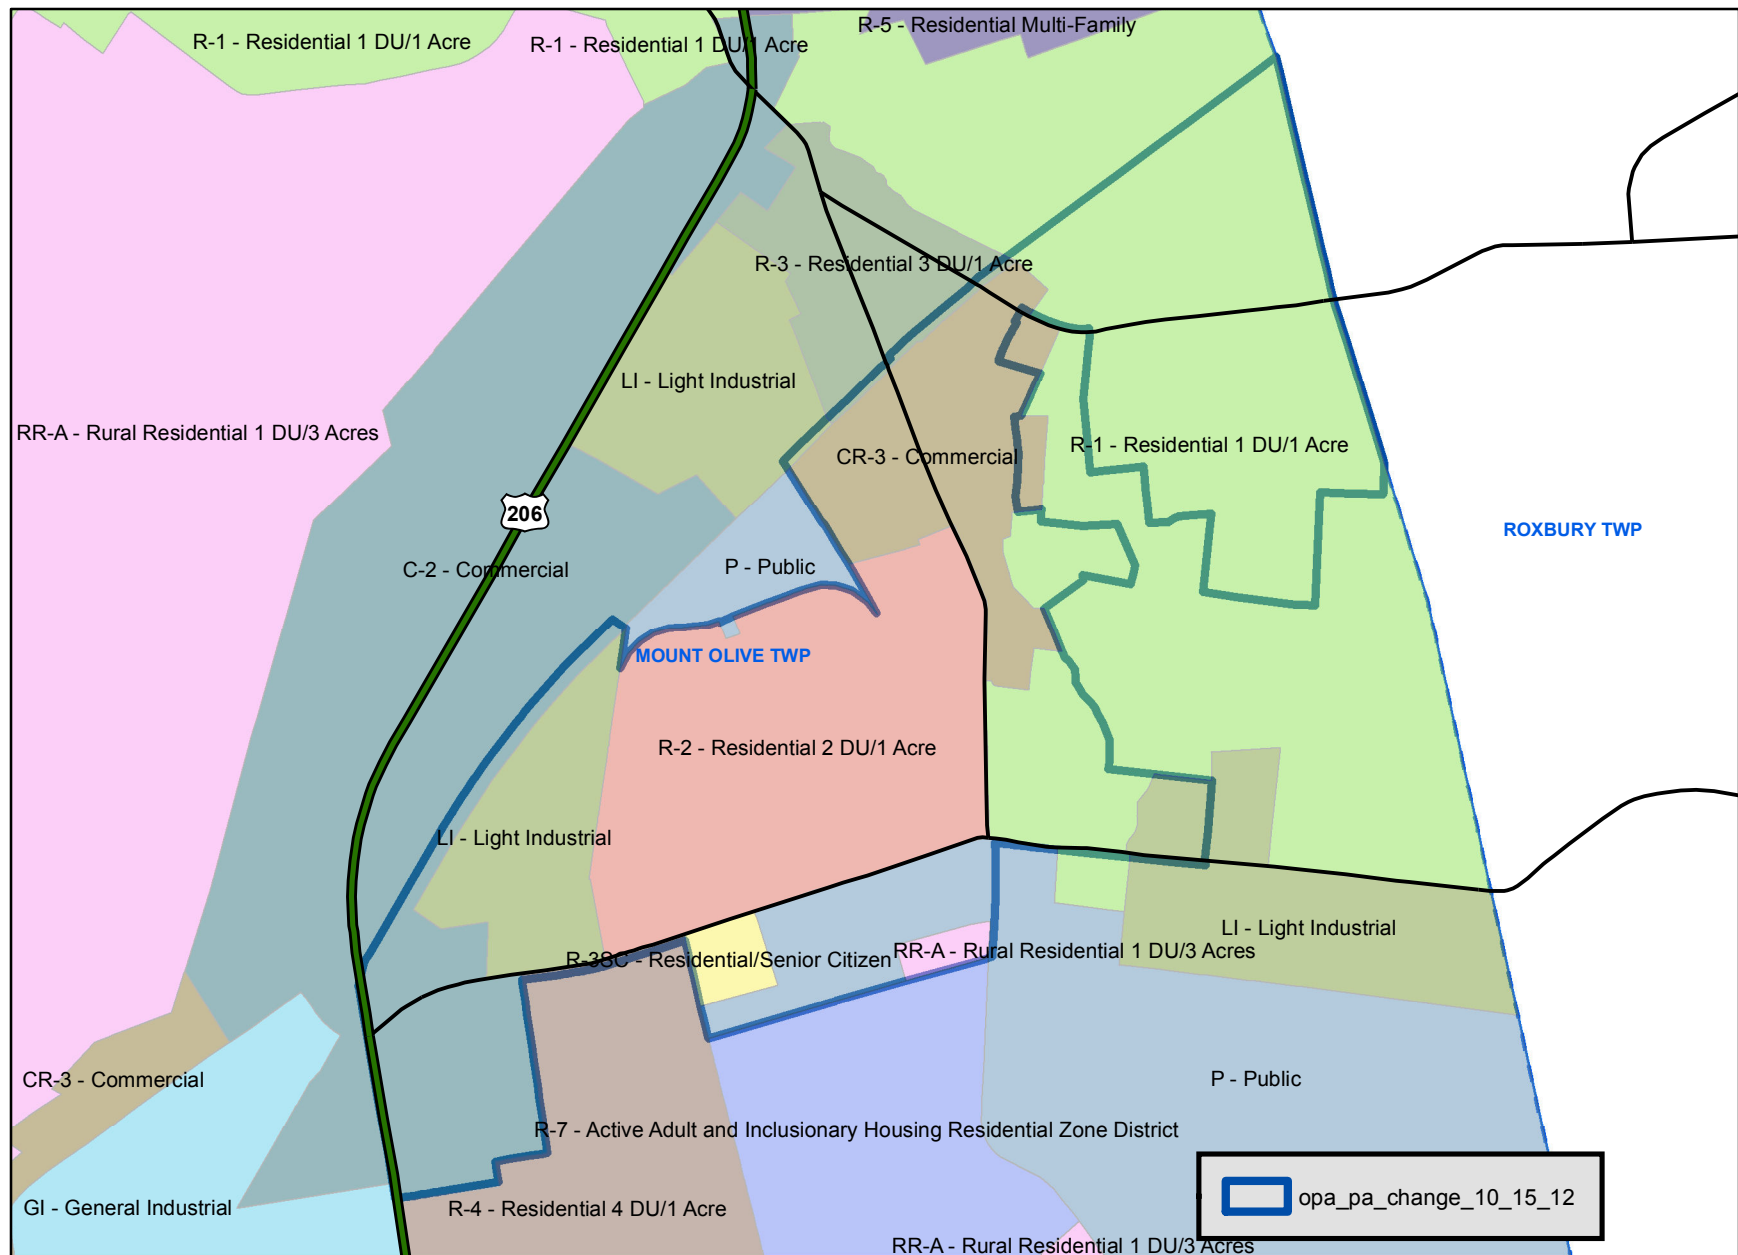 R-5 - Residential Multi-Family
R-1 - Residential 1 DU/1 Acre
R-1 - Residential 1 DU/1 Acre
R-3 - Residential 3 DU/1 Acre
LI - Light Industrial
RR-A - Rural Residential 1 DU/3 Acres
R-1 - Residential 1 DU/1 Acre
CR-3 - Commercial
206
ROXBURY TWP
C-2 - Commercial
P - Public
MOUNT OLIVE TWP
R-2 - Residential 2 DU/1 Acre
LI - Light Industrial
LI - Light Industrial
R-3SC - Residential/Senior Citizen
RR-A - Rural Residential 1 DU/3 Acres
CR-3 - Commercial
P - Public
R-7 - Active Adult and Inclusionary Housing Residential Zone District
opa_pa_change_10_15_12
GI - General Industrial
R-4 - Residential 4 DU/1 Acre
RR-A - Rural Residential 1 DU/3 Acres